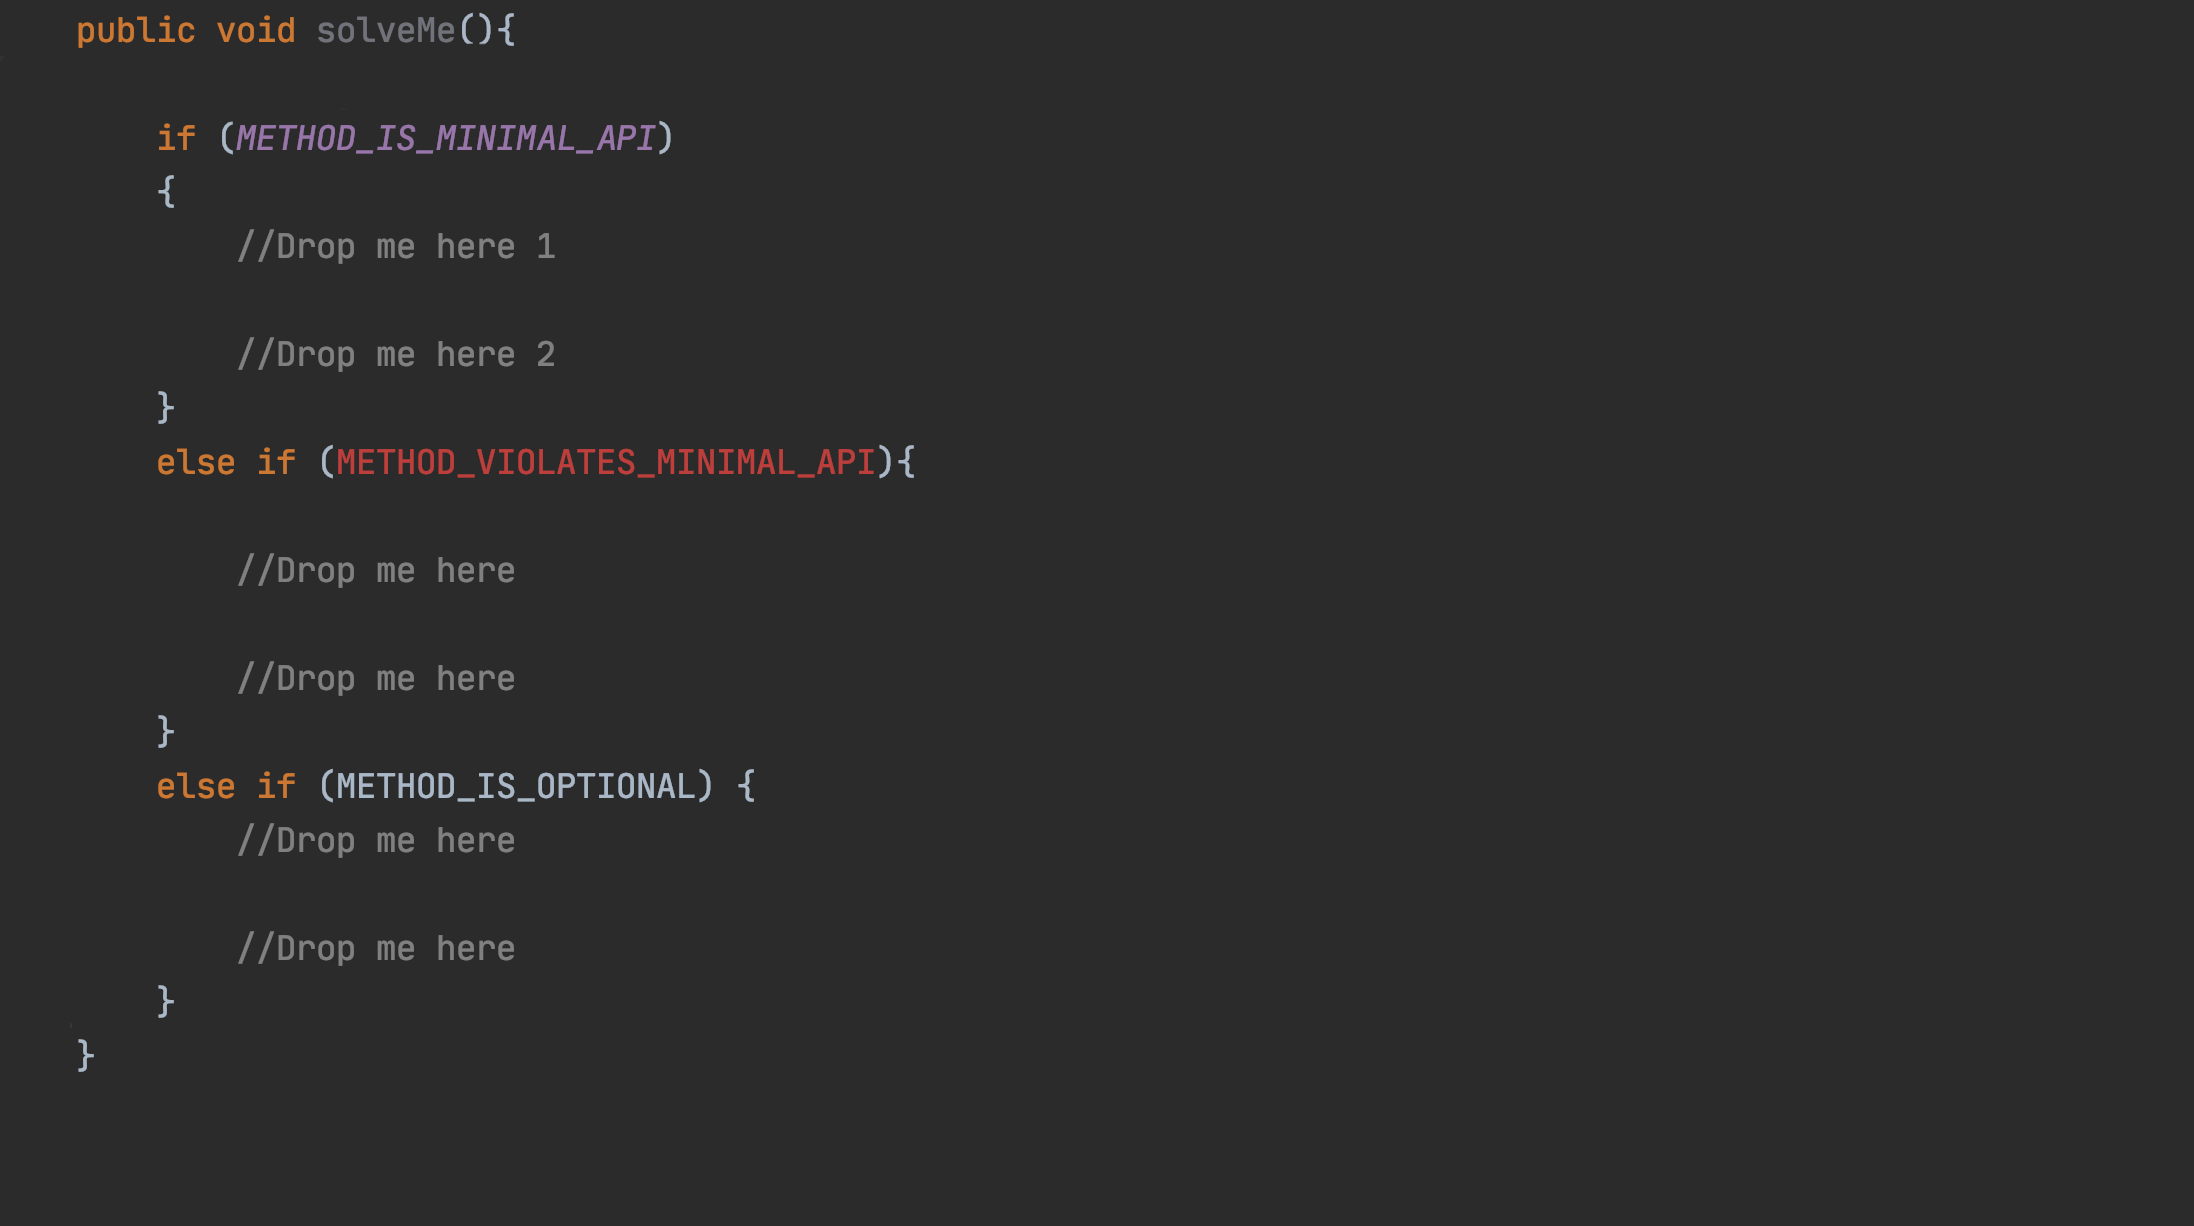 public void solveMe(){
if (METHOD_IS_MINIMAL_API)
{
//Drop me here 1
//Drop me here 2
}
else if (METHOD_VIOLATES_MINIMAL_API){
//Drop me here
//Drop me here
}
else if (METHOD_IS_OPTIONAL) {
//Drop me here
//Drop me here
}
}